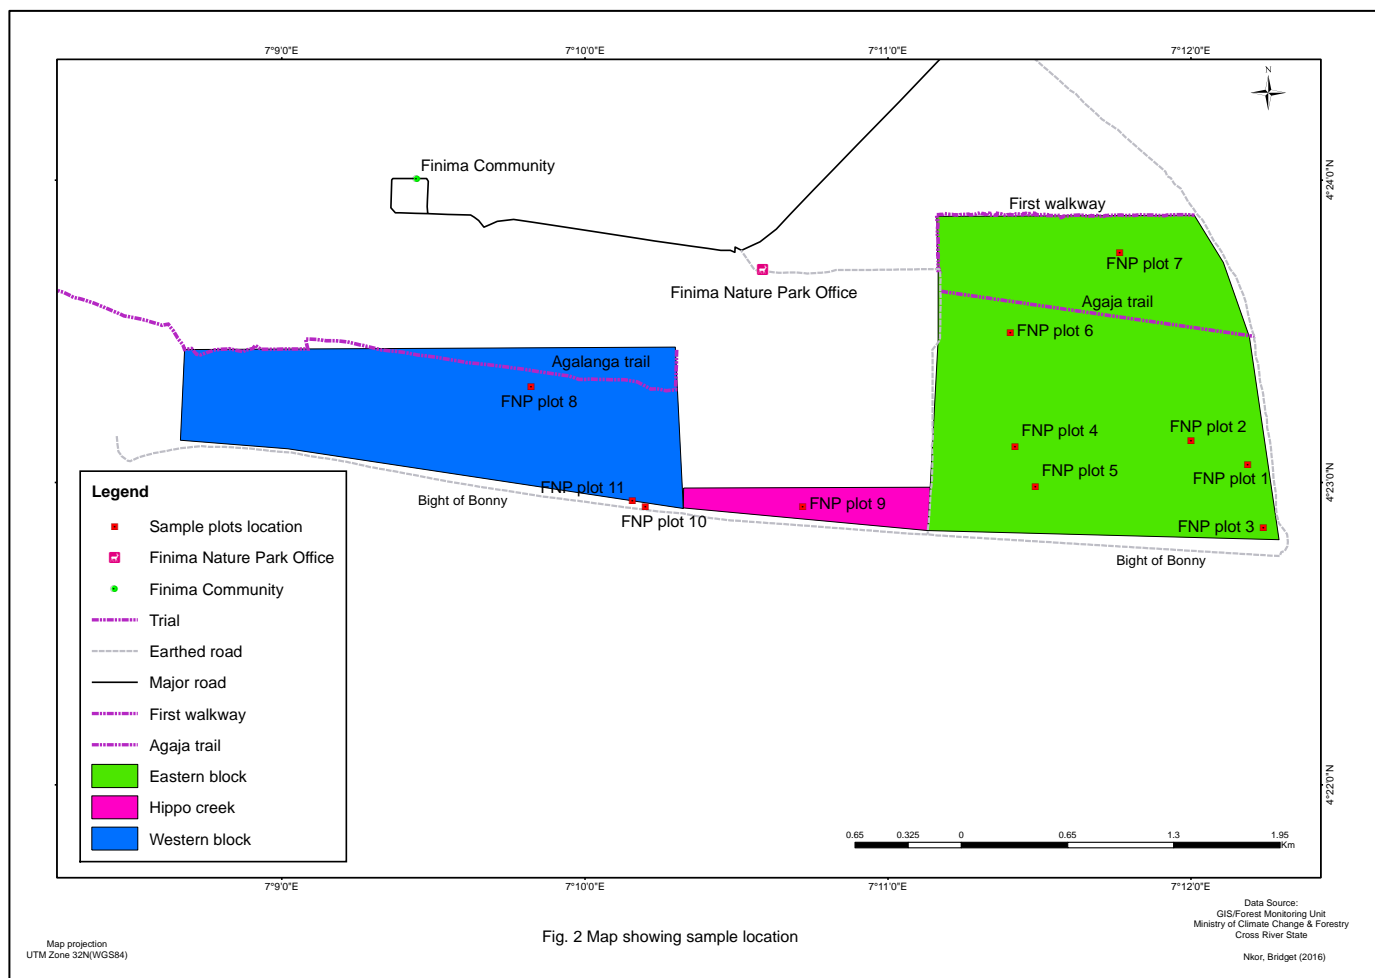 7°9'0"E
7°10'0"E
7°11'0"E
7°12'0"E
N
Finima Community
4°24'0"N
First walkway
FNP plot 7
Finima Nature Park Office
Agaja trail
FNP plot 6
Agalanga trail
FNP plot 8
FNP plot 4
FNP plot 2
FNP plot 5
FNP plot 1
4°23'0"N
FNP plot 11
Bight of Bonny
FNP plot 9
FNP plot 10
FNP plot 3
Bight of Bonny
Legend
Sample plots location
Finima Nature Park Office
Finima Community
Trial
Earthed road
Major road
First walkway
Agaja trail
Eastern block
Hippo creek
Western block
4°22'0"N
0.65 0.325 0 0.65 1.3 1.95
Km
7°9'0"E
7°10'0"E
7°11'0"E
7°12'0"E
Data Source:
GIS/Forest Monitoring Unit
Ministry of Climate Change & Forestry
Cross River State
Nkor, Bridget (2016)
Fig. 2 Map showing sample location
Map projection
UTM Zone 32N(WGS84)